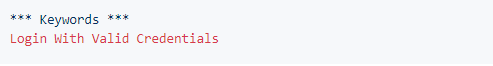 *** Keywords ***
Login With Valid Credentials